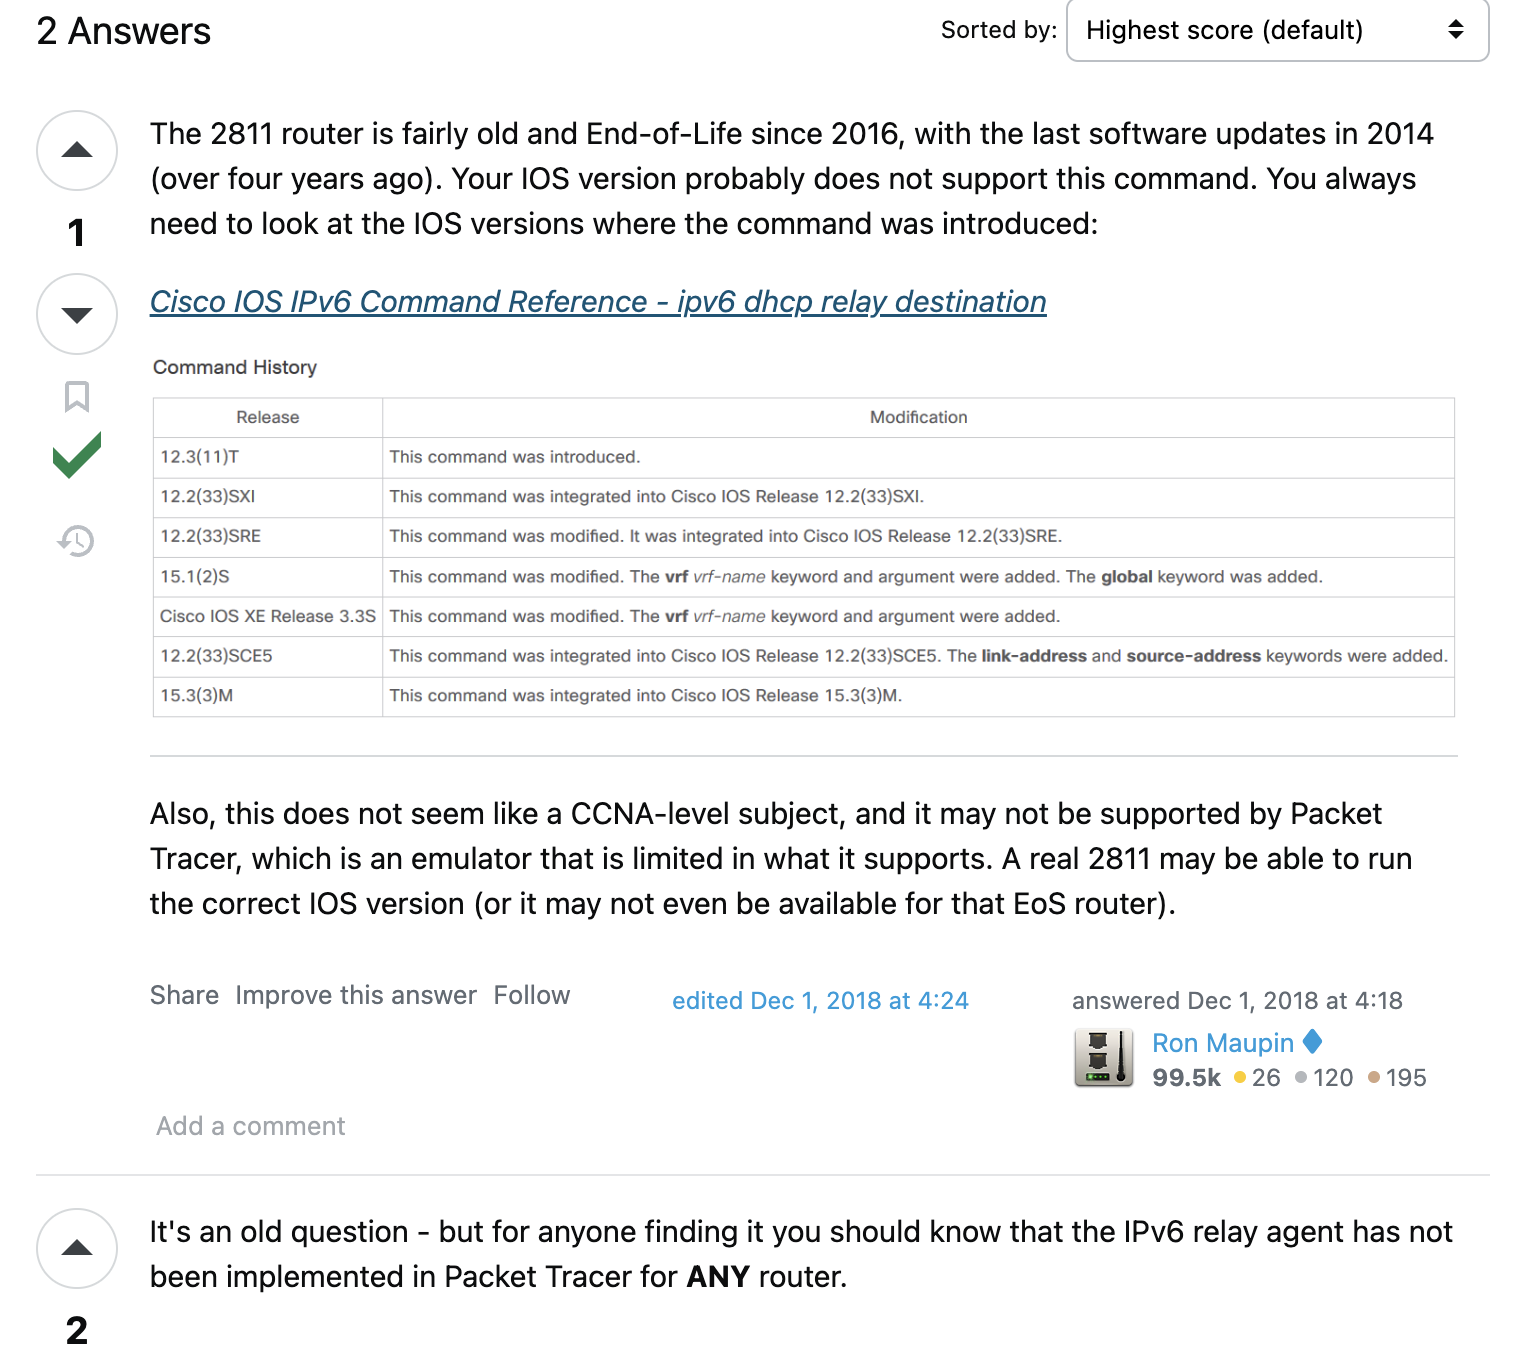 2 Answers
Sorted by:
Highest score (default)
The 2811 router is fairly old and End-of-Life since 2016, with the last software updates in 2014
(over four years ago). Your IOS version probably does not support this command. You always
need to look at the IOS versions where the command was introduced:
1
Cisco IOS IPv6 Command Reference - ipv6 dhcp relay destination
Command History
Release Modification
12.3(11)T This command was introduced.
12.2(33)SXI This command was integrated into Cisco IOS Release 12.2(33)SXI.
12.2(33)SRE This command was modified. It was integrated into Cisco IOS Release 12.2(33)SRE.
15.1(2)S This command was modified. The vrf vrf-name keyword and argument were added. The global keyword was added.
Cisco IOS XE Release 3.3S This command was modified. The vrf vrf-name keyword and argument were added.
12.2(33)SCE5 This command was integrated into Cisco IOS Release 12.2(33)SCE5. The link-address and source-address keywords were added.
15.3(3)M This command was integrated into Cisco IOS Release 15.3(3)M.
Also, this does not seem like a CCNA-level subject, and it may not be supported by Packet
Tracer, which is an emulator that is limited in what it supports. A real 2811 may be able to run
the correct IOS version (or it may not even be available for that EoS router).
Share Improve this answer Follow
edited Dec 1, 2018 at 4:24
answered Dec 1, 2018 at 4:18
Ron Maupin
99.5k 26 120 195
Add a comment
It's an old question - but for anyone finding it you should know that the IPv6 relay agent has not
been implemented in Packet Tracer for ANY router.
2